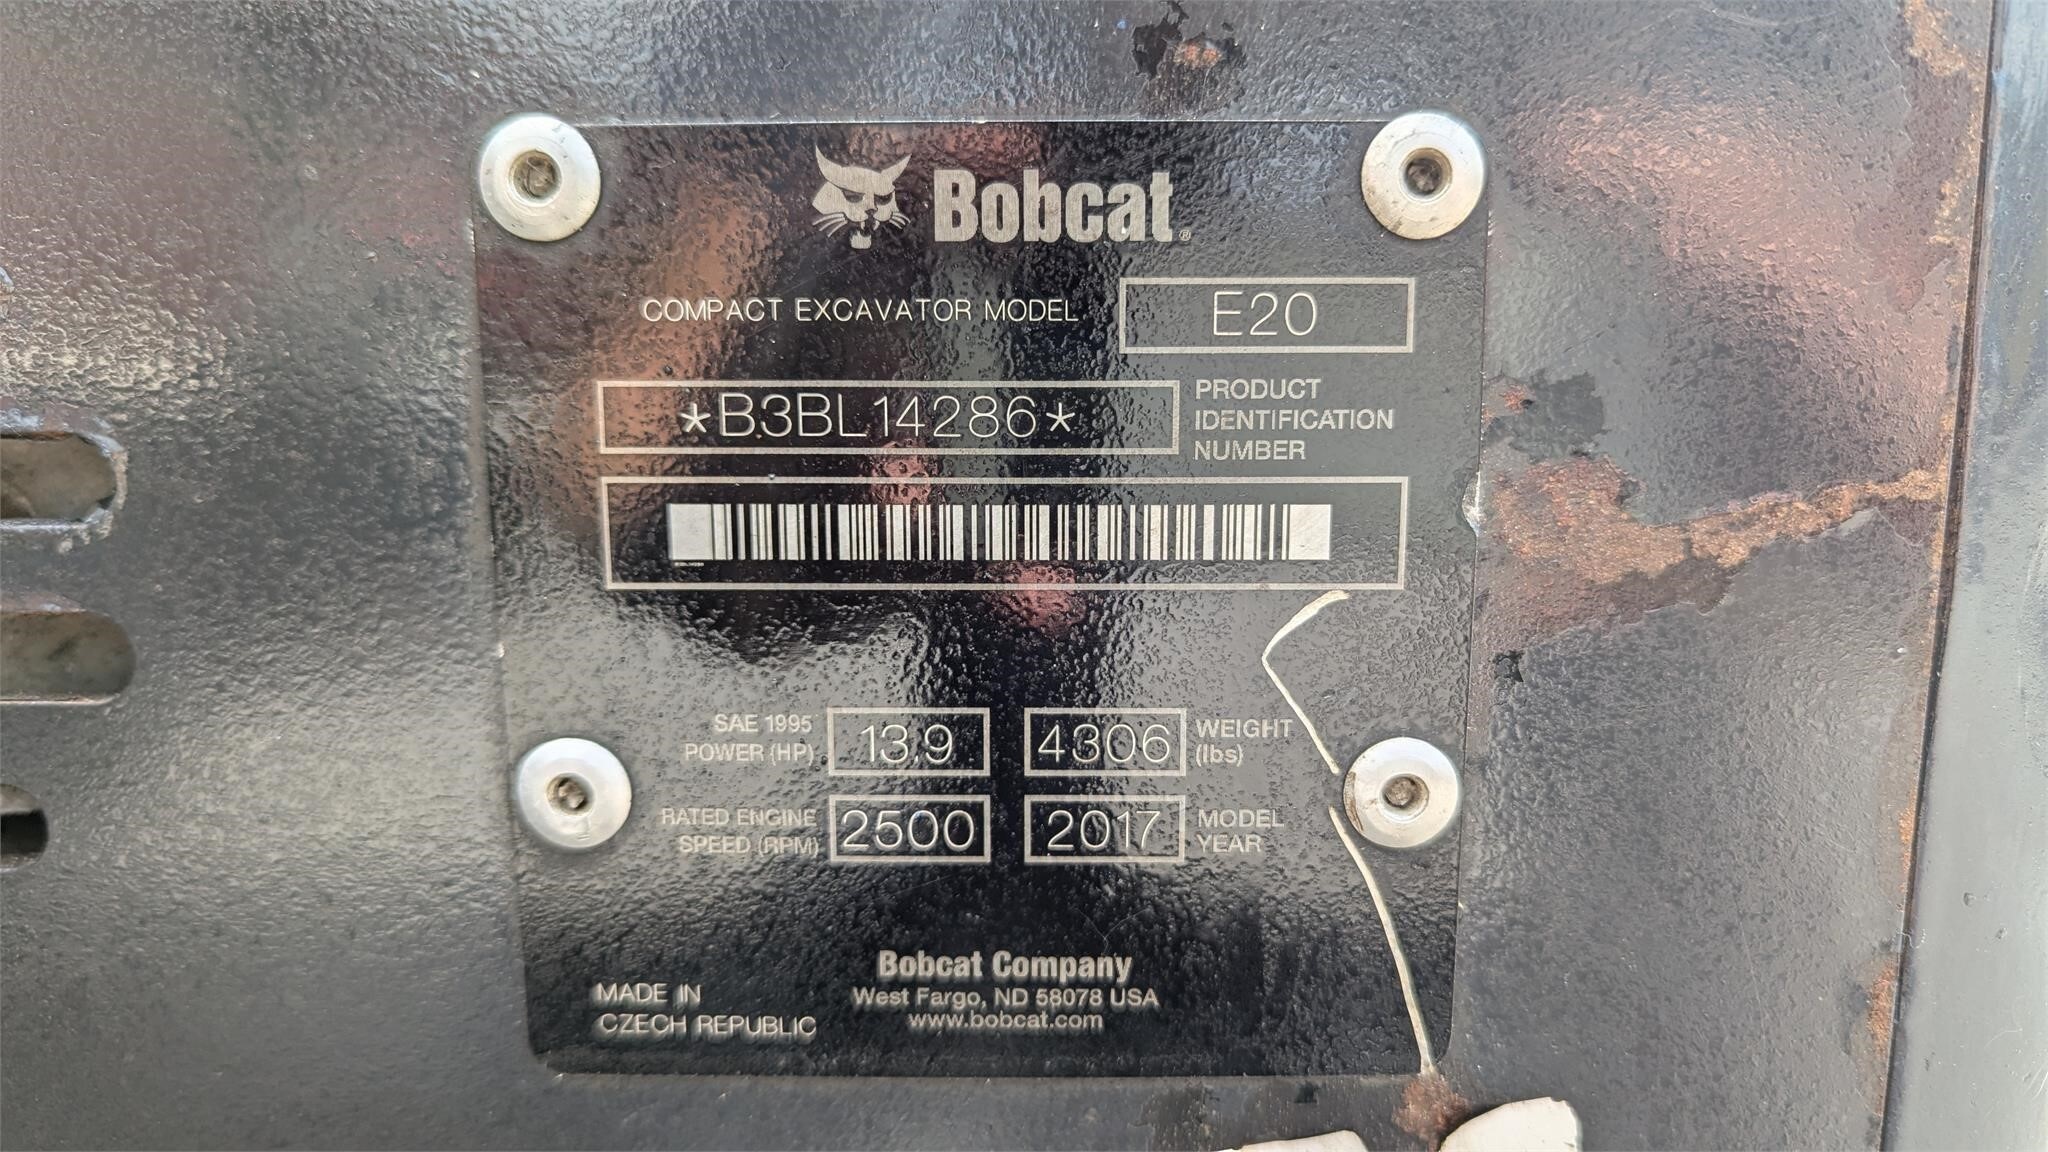 Bobcat®
COMPACT EXCAVATOR MODEL E20
*B3BL14286* PRODUCT
IDENTIFICATION
NUMBER
SAE 1995
POWER (HP) 13.9
4306 WEIGHT
(lbs)
RATED ENGINE
SPEED (RPM) 2500
2017 MODEL
YEAR
Bobcat Company
West Fargo, ND 58078 USA
www.bobcat.com
MADE IN
CZECH REPUBLIC